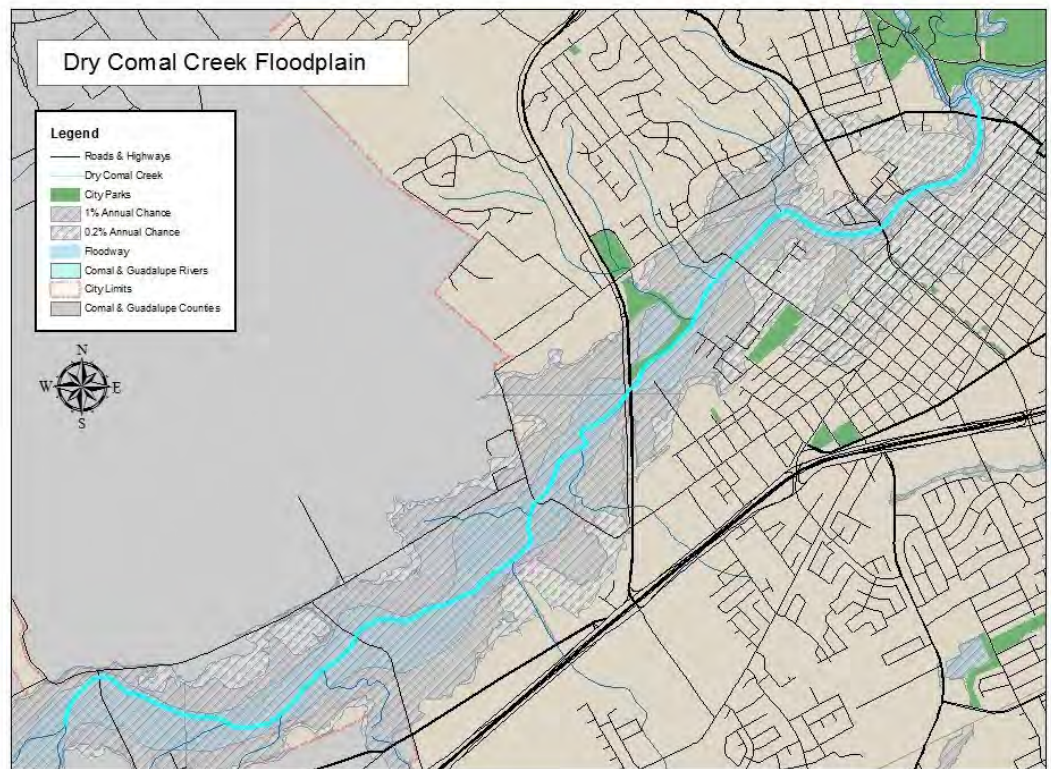 Dry Comal Creek Floodplain
Legend
Roads & Highways
Dry Comal Creek
City Parks
1% Annual Chance
0.2% Annual Chance
Floodway
Comal & Guadalupe Rivers
City Limits
Comal & Guadalupe Counties
N
W E
S